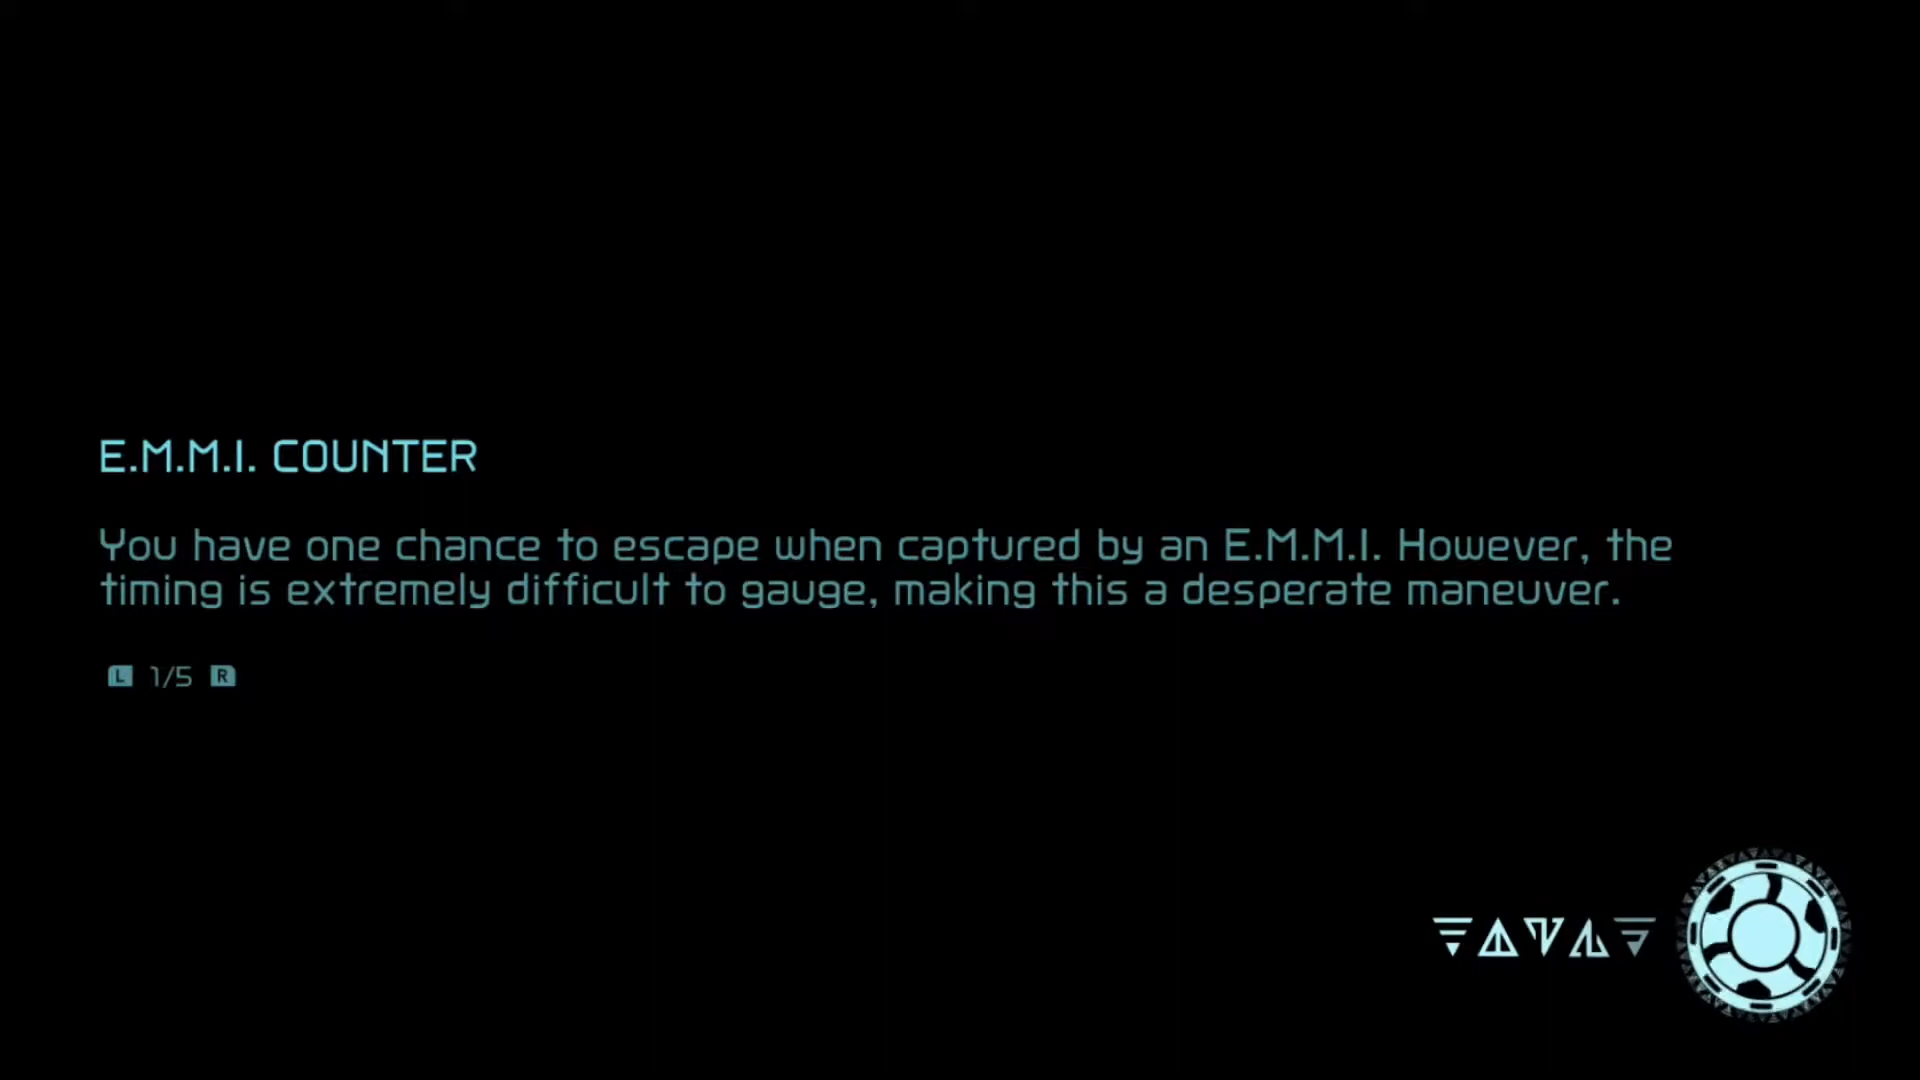 E.M.M.I. COUNTER
You have one chance to escape when captured by an E.M.M.I. However, the
timing is extremely difficult to gauge, making this a desperate maneuver.
L 1/5 R